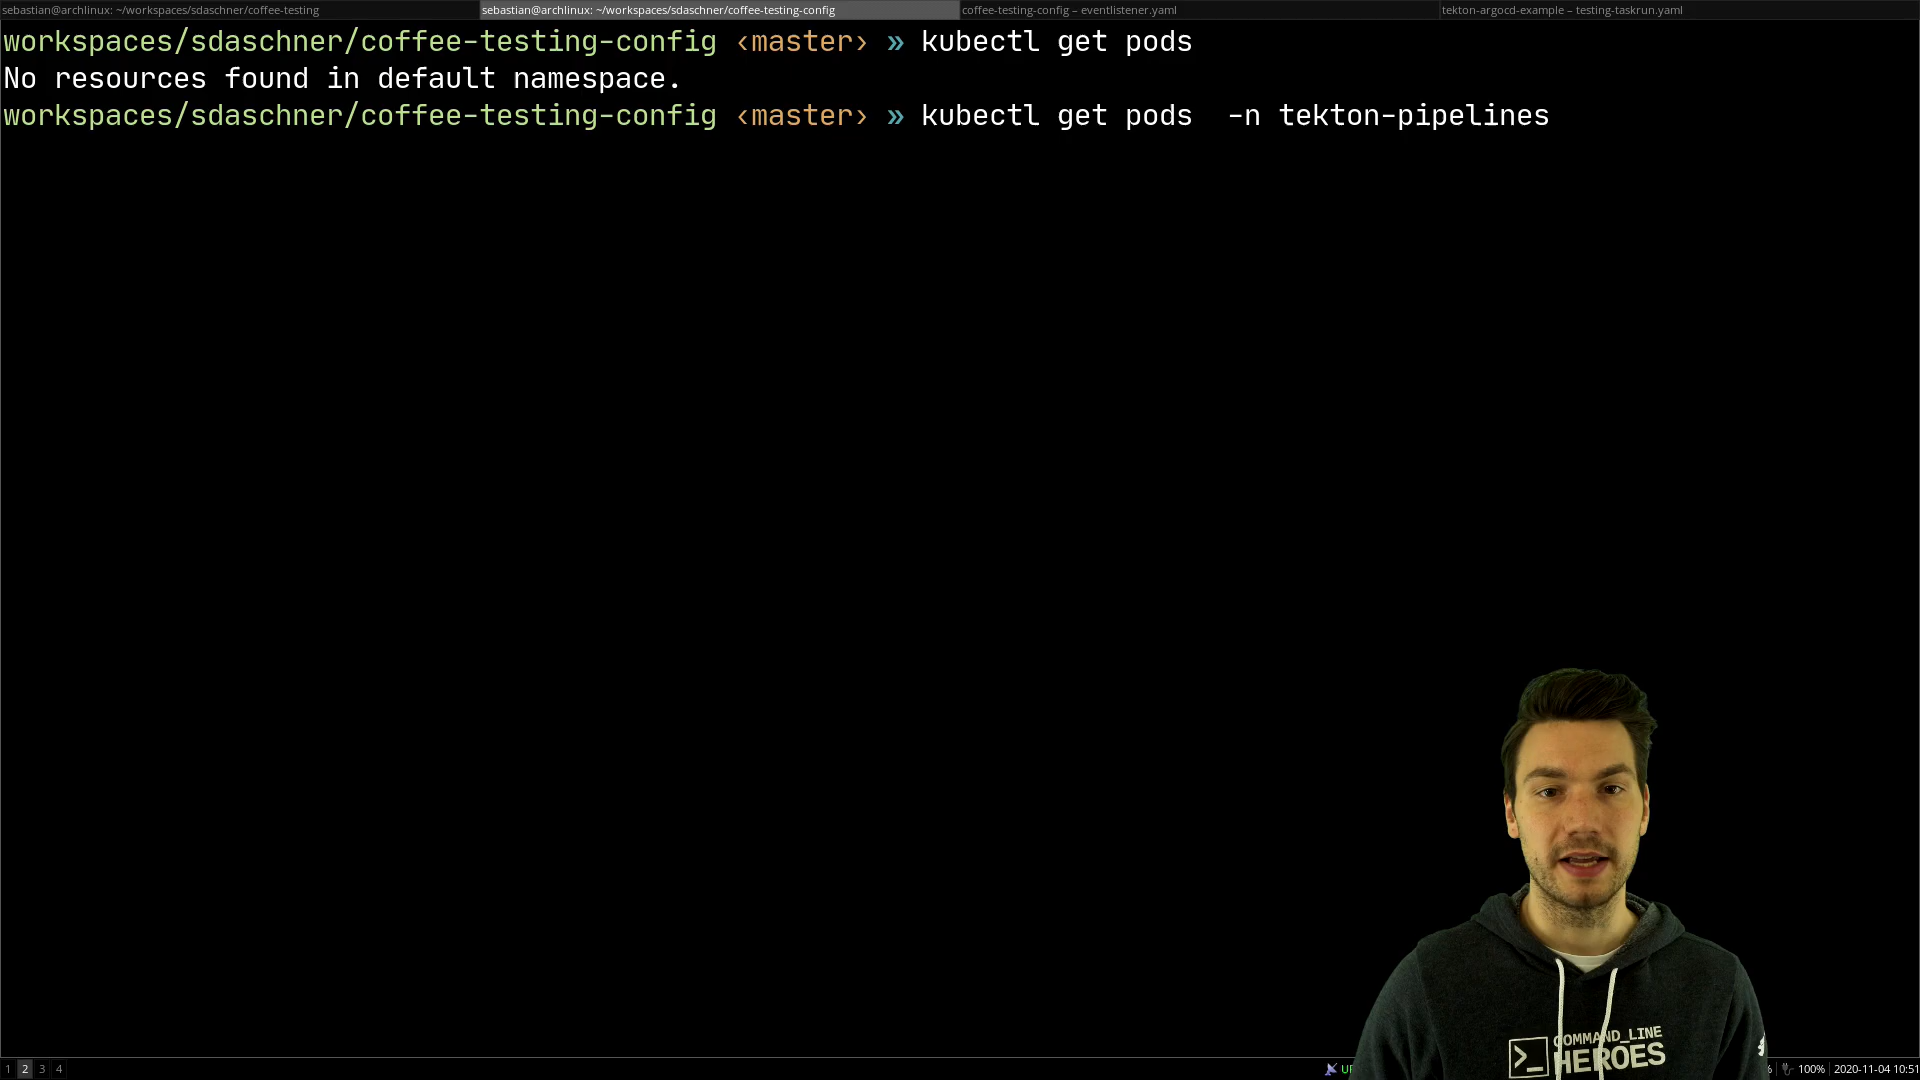 sebastian@archlinux: ~/workspaces/sdaschner/coffee-testing
sebastian@archlinux: ~/workspaces/sdaschner/coffee-testing-config
coffee-testing-config – eventlistener.yaml
tekton-argocd-example – testing-taskrun.yaml
workspaces/sdaschner/coffee-testing-config ‹master› » kubectl get pods
No resources found in default namespace.
workspaces/sdaschner/coffee-testing-config ‹master› » kubectl get pods  -n tekton-pipelines
COMMAND_LINE
HEROES
1 2 3 4
% 100% 2020-11-04 10:51